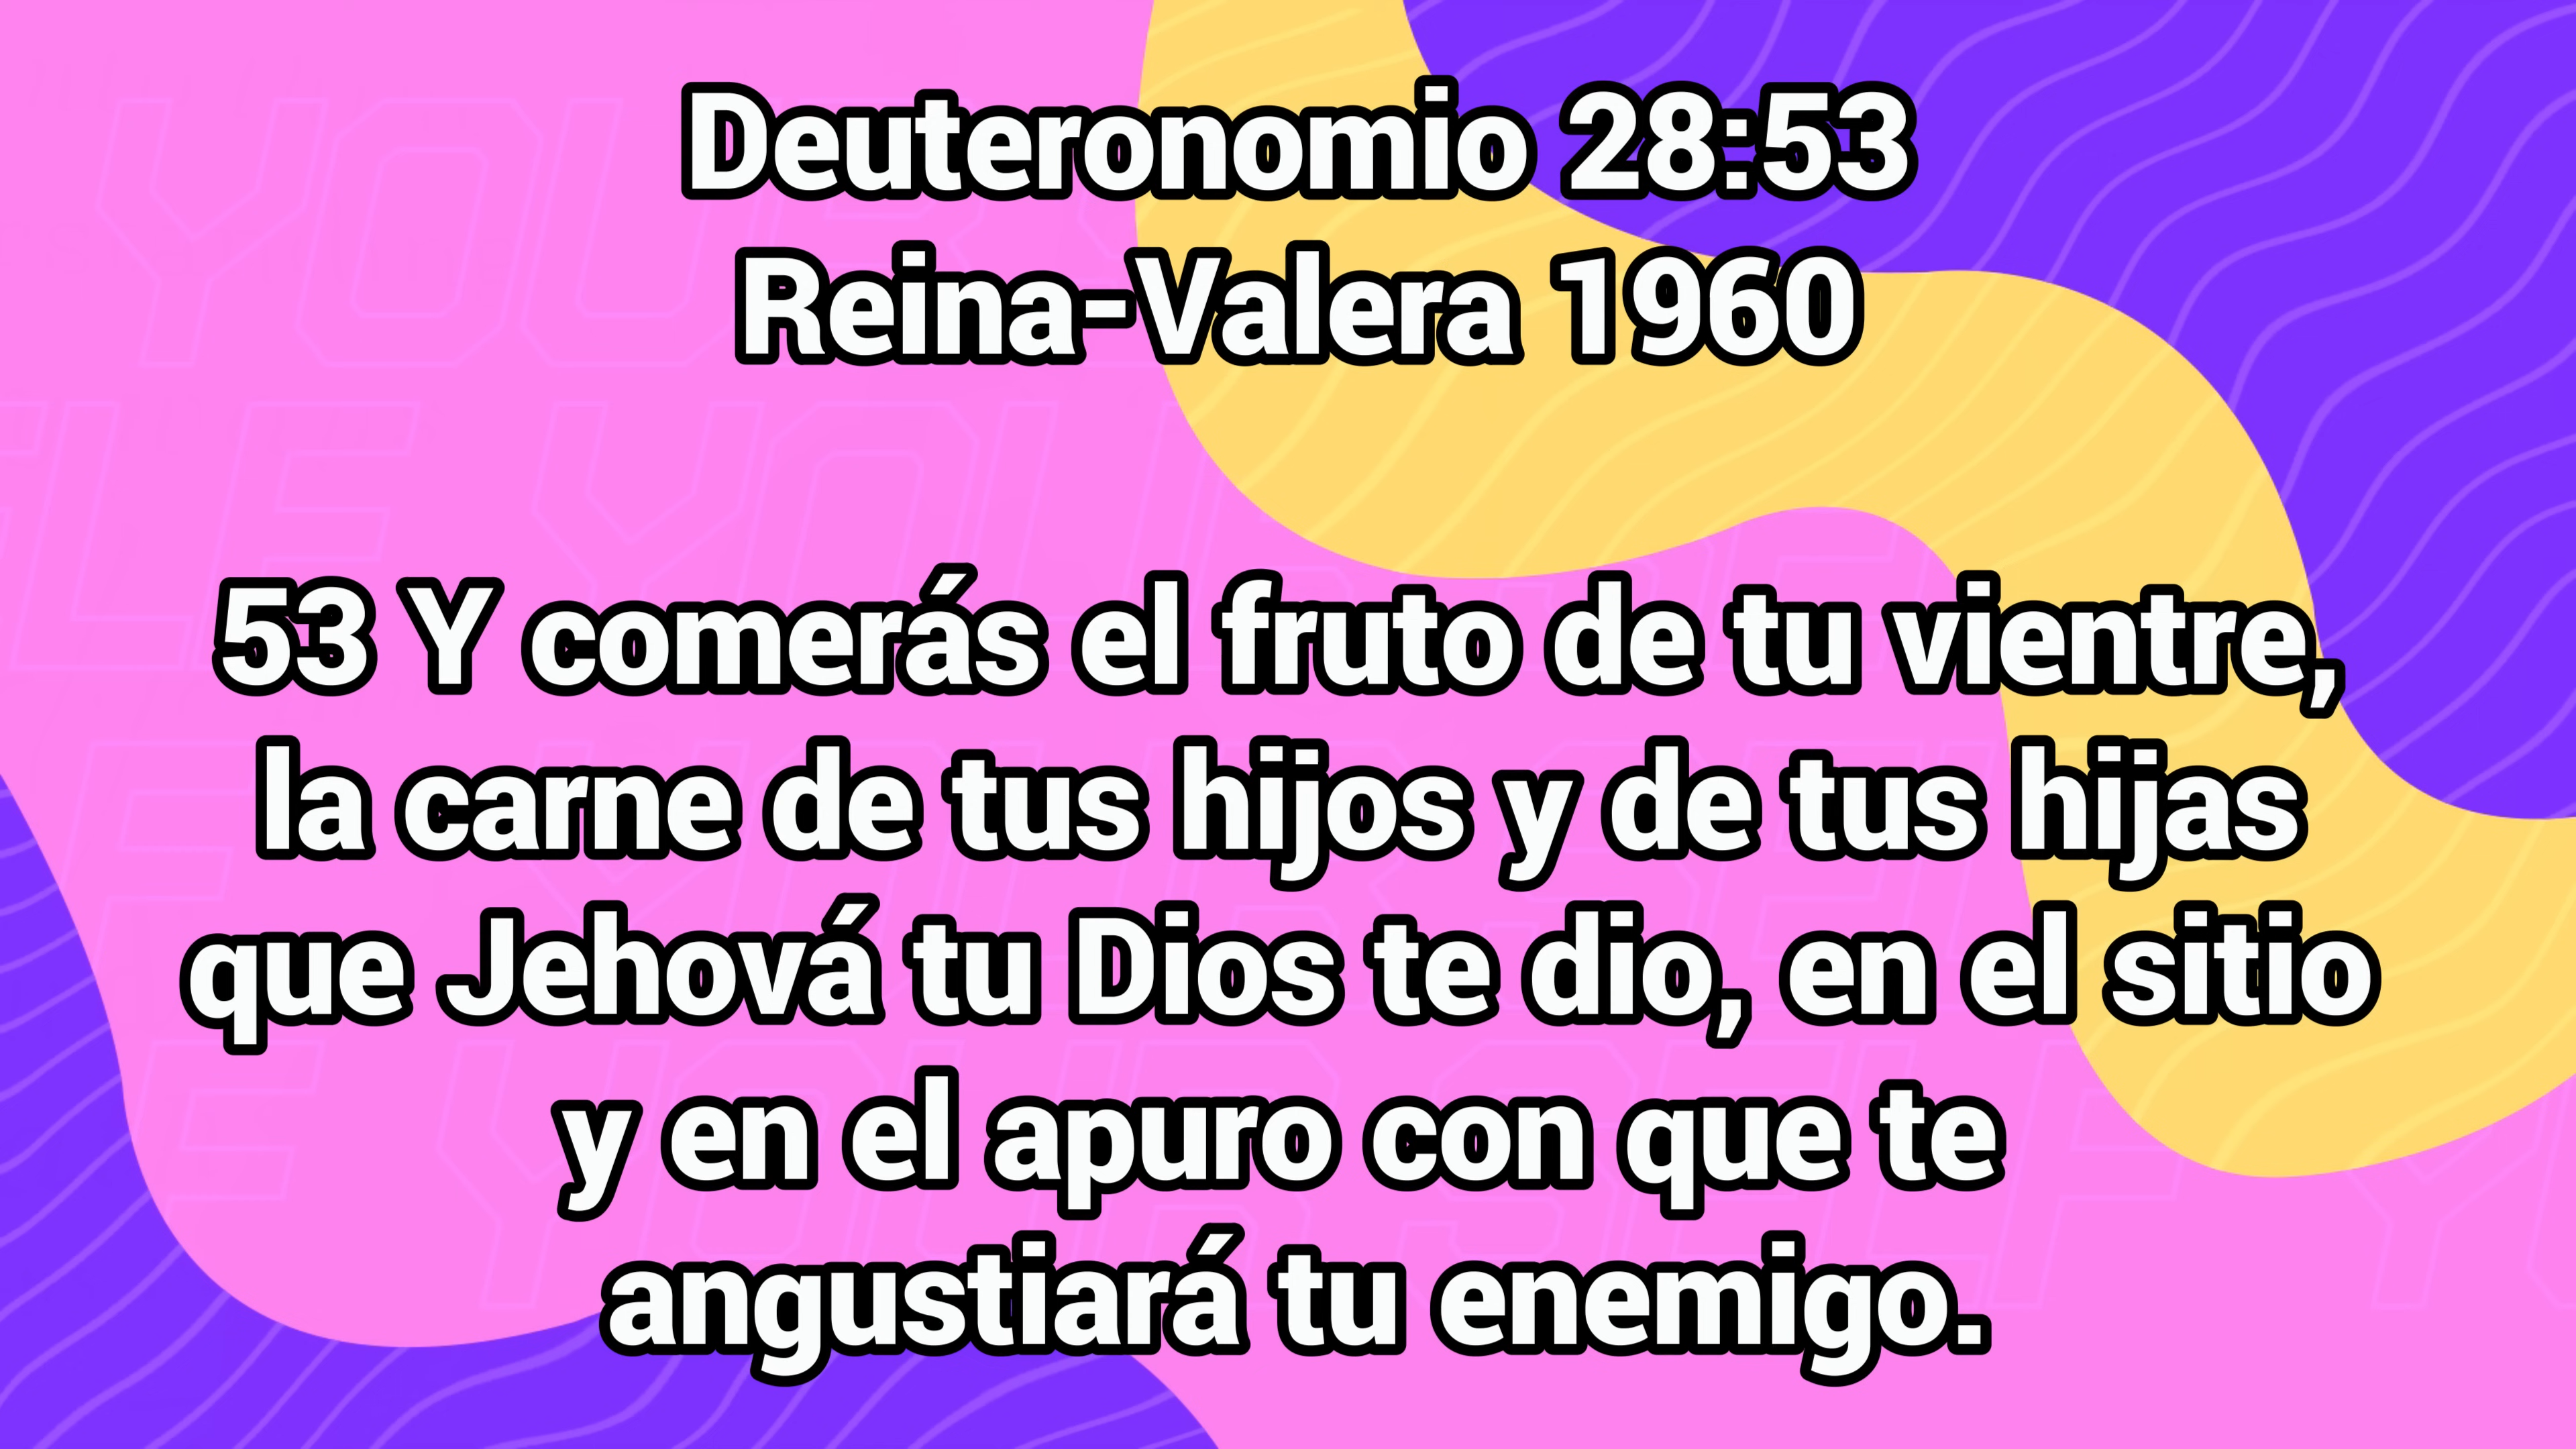 Deuteronomio 28:53
Reina-Valera 1960
53 Y comerás el fruto de tu vientre,
la carne de tus hijos y de tus hijas
que Jehová tu Dios te dio, en el sitio
y en el apuro con que te
angustiará tu enemigo.